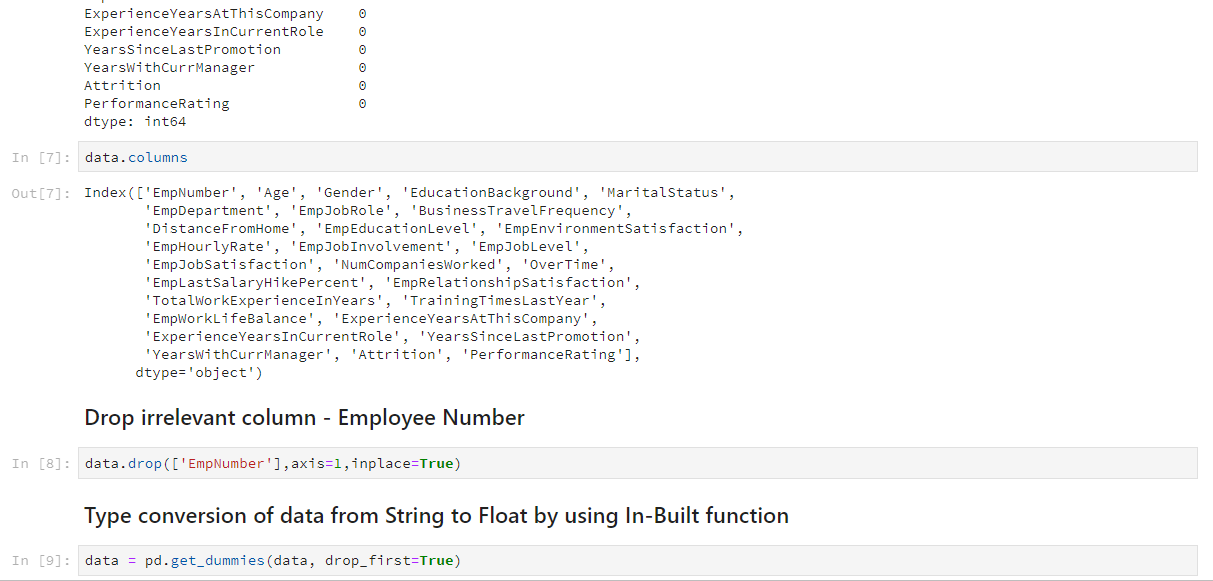 ExperienceYearsAtThisCompany 0
ExperienceYearsInCurrentRole 0
YearsSinceLastPromotion 0
YearsWithCurrManager 0
Attrition 0
PerformanceRating 0
dtype: int64
In [7]: data.columns
Out[7]: Index(['EmpNumber', 'Age', 'Gender', 'EducationBackground', 'MaritalStatus',
'EmpDepartment', 'EmpJobRole', 'BusinessTravelFrequency',
'DistanceFromHome', 'EmpEducationLevel', 'EmpEnvironmentSatisfaction',
'EmpHourlyRate', 'EmpJobInvolvement', 'EmpJobLevel',
'EmpJobSatisfaction', 'NumCompaniesWorked', 'OverTime',
'EmpLastSalaryHikePercent', 'EmpRelationshipSatisfaction',
'TotalWorkExperienceInYears', 'TrainingTimesLastYear',
'EmpWorkLifeBalance', 'ExperienceYearsAtThisCompany',
'ExperienceYearsInCurrentRole', 'YearsSinceLastPromotion',
'YearsWithCurrManager', 'Attrition', 'PerformanceRating'],
dtype='object')
Drop irrelevant column - Employee Number
In [8]: data.drop(['EmpNumber'],axis=1,inplace=True)
Type conversion of data from String to Float by using In-Built function
In [9]: data = pd.get_dummies(data, drop_first=True)